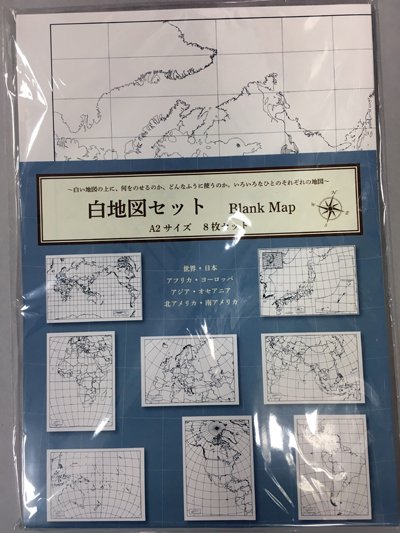 ～白い地図の上に、何をのせるのか、どんなふうに使うのか。いろいろなひとのそれぞれの地図～
白地図セット Blank Map
A2サイズ 8枚セット
世界・日本
アフリカ・ヨーロッパ
アジア・オセアニア
北アメリカ・南アメリカ